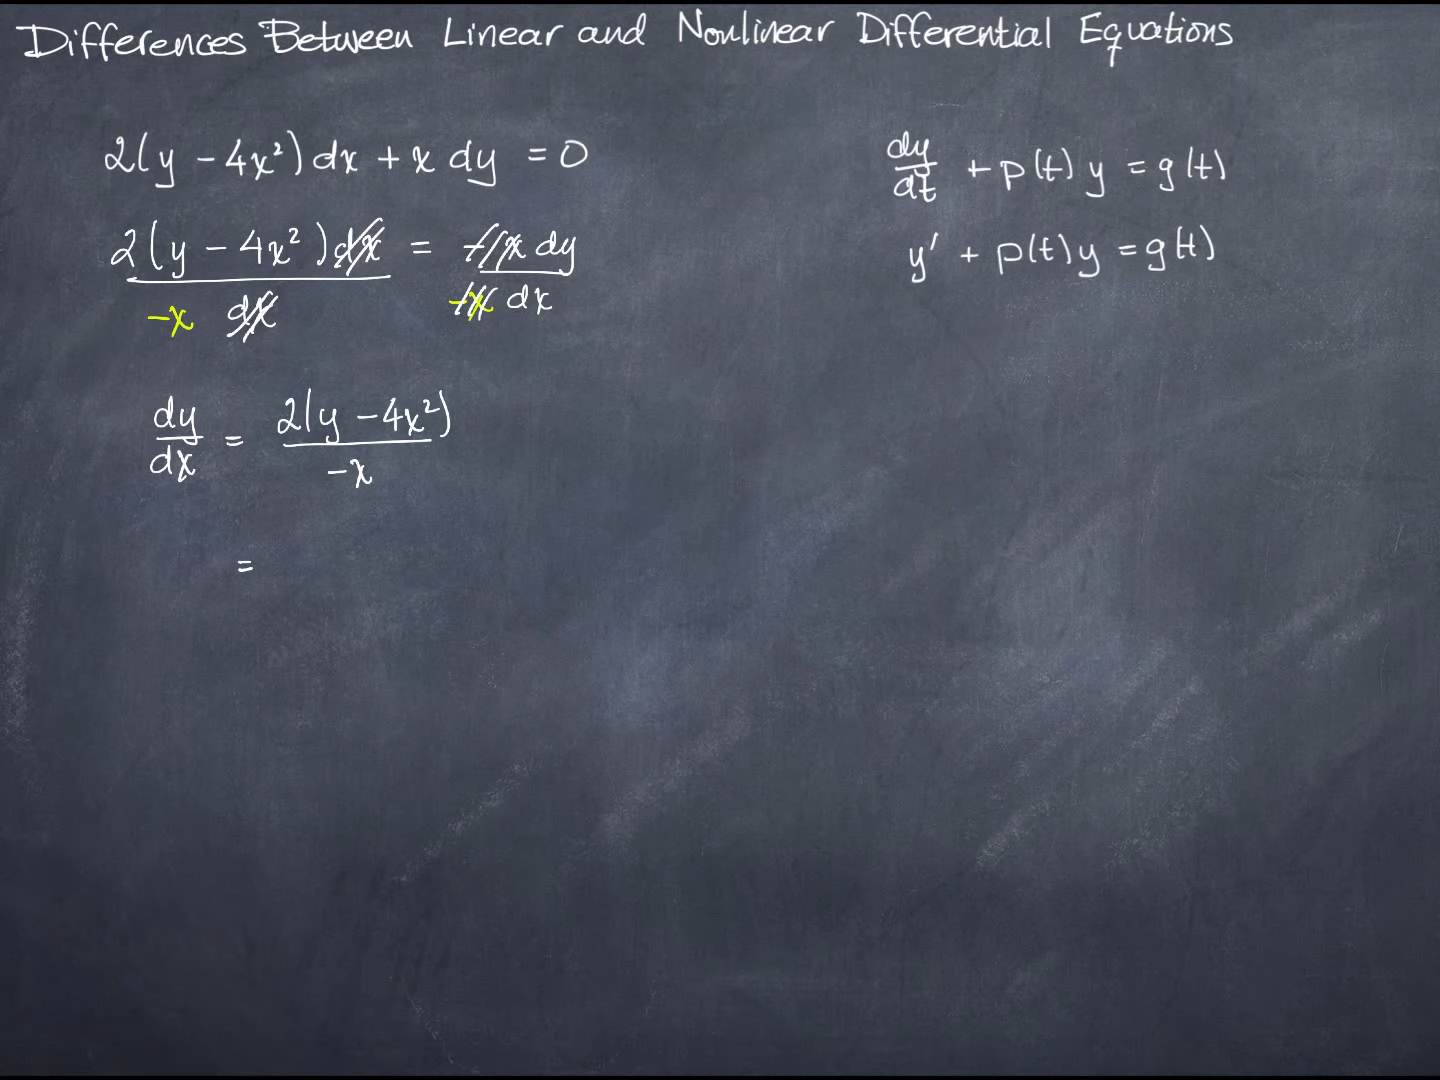 Differences Between Linear and Nonlinear Differential Equations
2(y - 4x²) dx + x dy = 0
2(y - 4x²) dx = -x dy
-x dx -x dx
dy/dx = 2(y - 4x²)/-x
=
dy/dt + p(t) y = g(t)
y' + p(t) y = g(t)